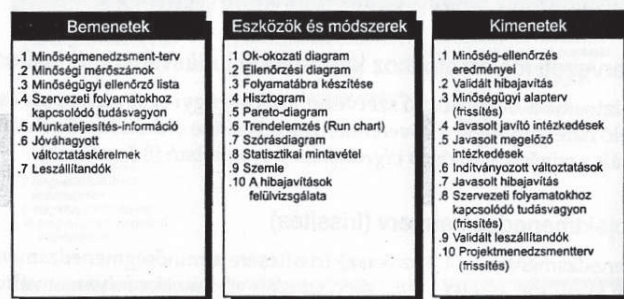 Bemenetek
.1 Minőségmenedzsment-terv
.2 Minőségi mérőszámok
.3 Minőségügyi ellenőrző lista
.4 Szervezeti folyamatokhoz
kapcsolódó tudásvagyon
.5 Munkateljesítés-információ
.6 Jóváhagyott
változtatáskérelmek
.7 Leszállítandók
Eszközök és módszerek
.1 Ok-okozati diagram
.2 Ellenőrzési diagram
.3 Folyamatábra készítése
.4 Hisztogram
.5 Pareto-diagram
.6 Trendelemzés (Run Chart)
.7 Szórásdiagram
.8 Statisztikai mintavétel
.9 Szemle
.10 A hibajavítások
felülvizsgálata
Kimenetek
.1 Minőség-ellenőrzés
eredményei
.2 Validált hibajavítás
.3 Minőségügyi alapterv
(frissítés)
.4 Javasolt javító intézkedések
.5 Javasolt megelőző
intézkedések
.6 Indítványozott változtatások
.7 Javasolt hibajavítás
.8 Szervezeti folyamatokhoz
kapcsolódó tudásvagyon
(frissítés)
.9 Validált leszállítandók
.10 Projektmenedzsmentterv
(frissítés)